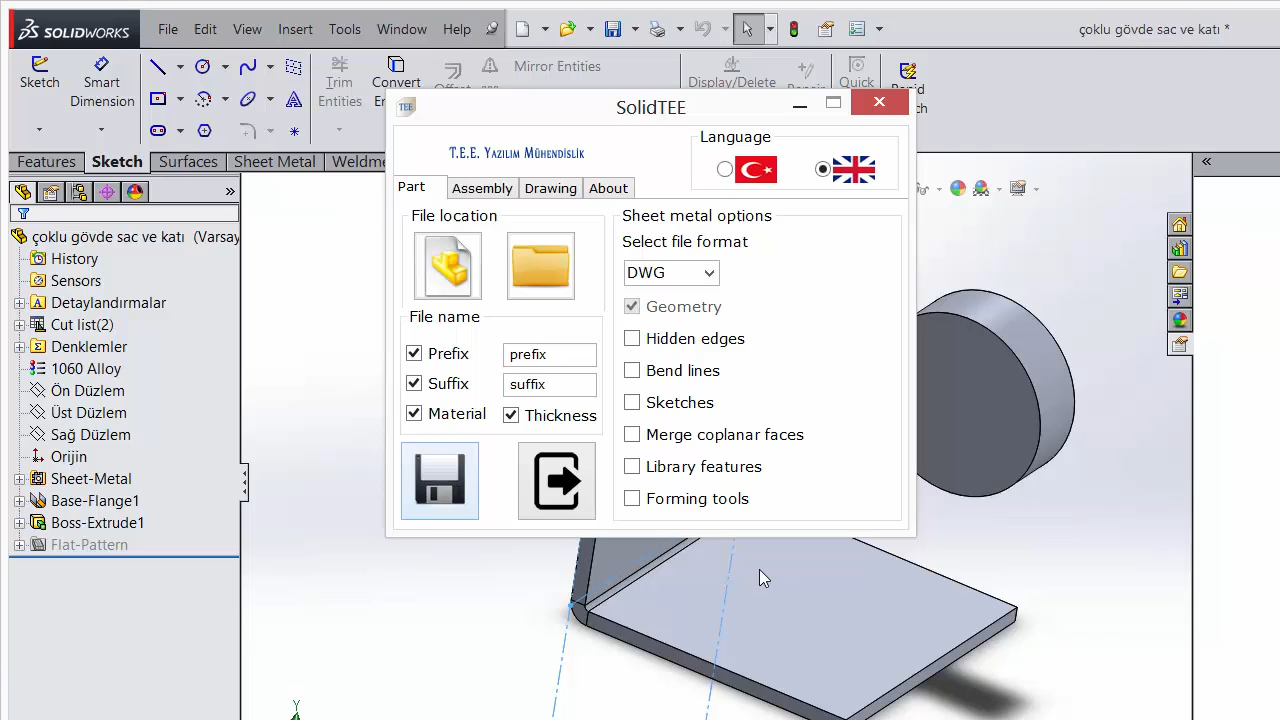 SOLIDWORKS File Edit View Insert Tools Window Help çoklu gövde sac ve katı *
Sketch Smart Dimension Trim Entities Convert Mirror Entities Display/Delete Quick
Features Sketch Surfaces Sheet Metal
TEE SolidTEE
T.E.E. Yazılım Mühendislik
Language
Part Assembly Drawing About
File location
File name
Prefix prefix
Suffix suffix
Material Thickness
Sheet metal options
Select file format
DWG
Geometry
Hidden edges
Bend lines
Sketches
Merge coplanar faces
Library features
Forming tools
çoklu gövde sac ve katı (Varsay
History
Sensors
Detaylandırmalar
Cut list(2)
Denklemler
1060 Alloy
Ön Düzlem
Üst Düzlem
Sağ Düzlem
Orijin
Sheet-Metal
Base-Flange1
Boss-Extrude1
Flat-Pattern
Y